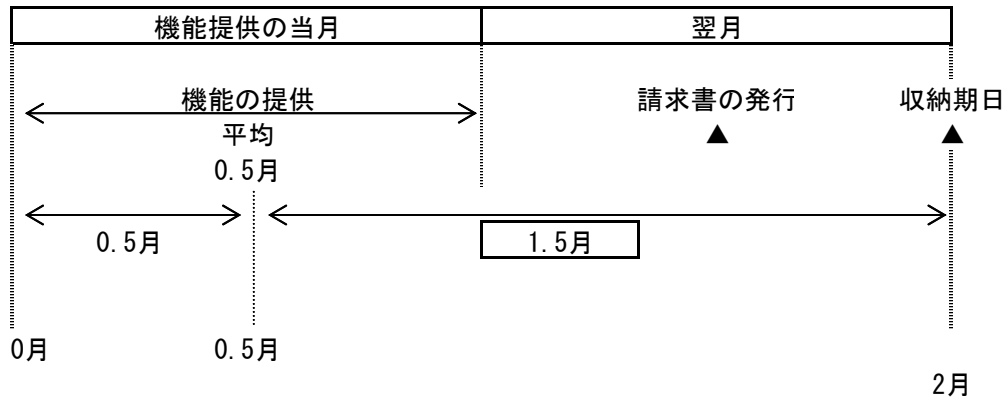 機能提供の当月 翌月
機能の提供 請求書の発行 収納期日
平均 ▲ ▲
0.5月
0.5月 1.5月
0月 0.5月
2月